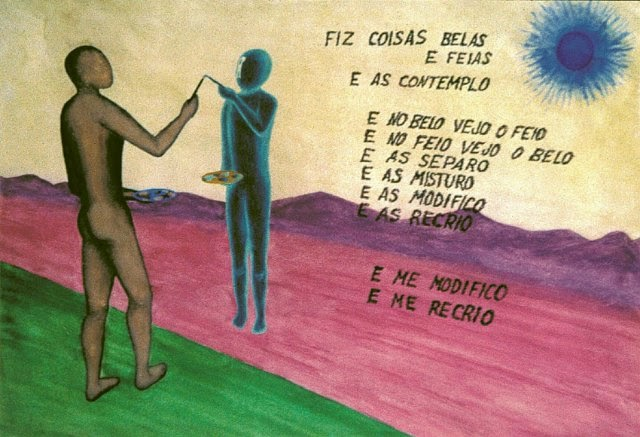 FIZ COISAS BELAS
E FEIAS
E AS CONTEMPLO
E NO BELO VEJO O FEIO
E NO FEIO VEJO O BELO
E AS SEPARO
E AS MISTURO
E AS MODIFICO
E AS RECRIO
E ME MODIFICO
E ME RECRIO